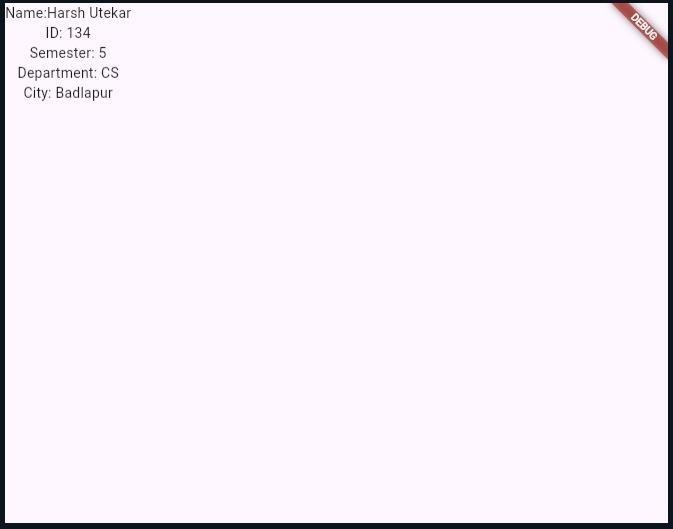 Name:Harsh Utekar
ID: 134
Semester: 5
Department: CS
City: Badlapur
DEBUG